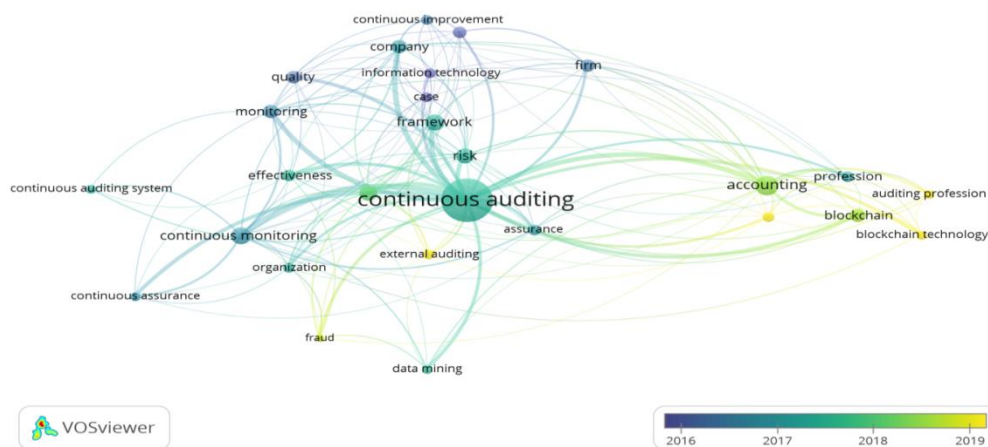 continuous improvement
company
information technology
firm
quality
case
monitoring
framework
risk
effectiveness
accounting
profession
continuous auditing system
auditing profession
continuous auditing
blockchain
assurance
continuous monitoring
blockchain technology
external auditing
organization
continuous assurance
fraud
data mining
VOSviewer
2016 2017 2018 2019